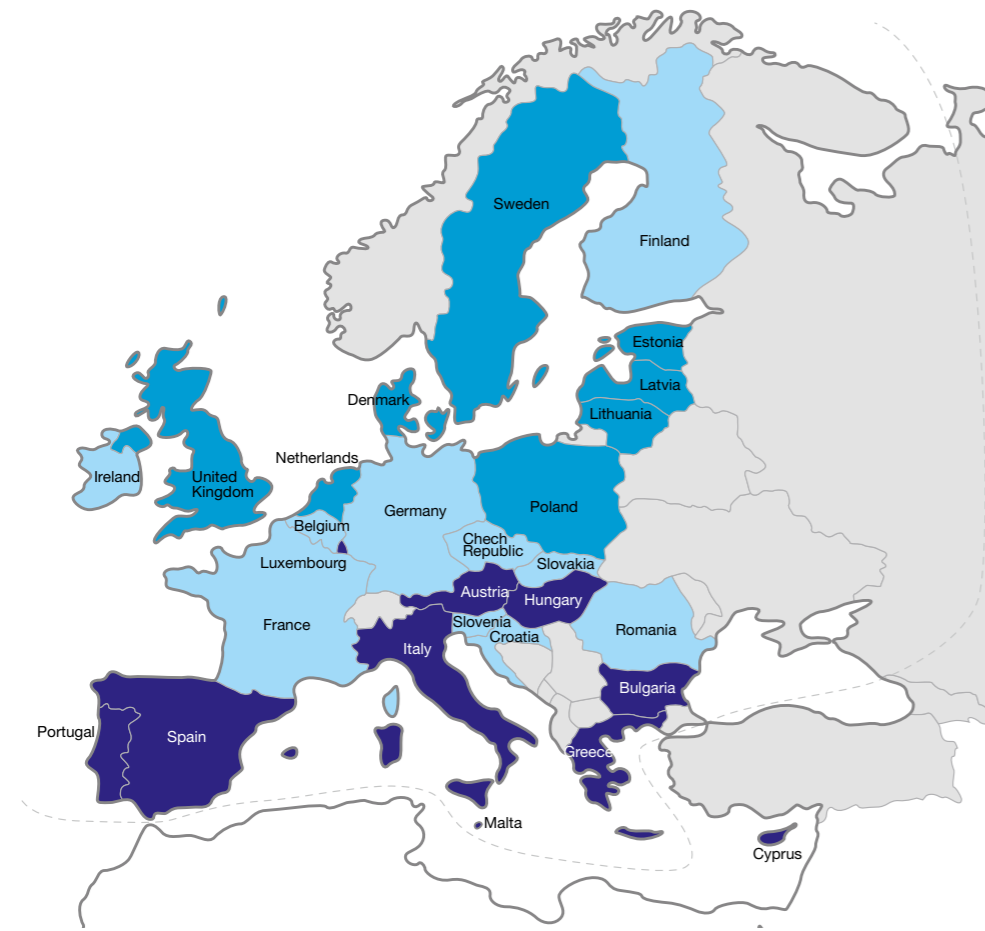 Sweden
Finland
Estonia
Latvia
Denmark
Lithuania
Netherlands
Ireland
United
Kingdom
Belgium
Germany
Poland
Chech
Republic
Luxembourg
Slovakia
Austria
Hungary
France
Slovenia
Croatia
Romania
Italy
Bulgaria
Portugal
Spain
Greece
Malta
Cyprus